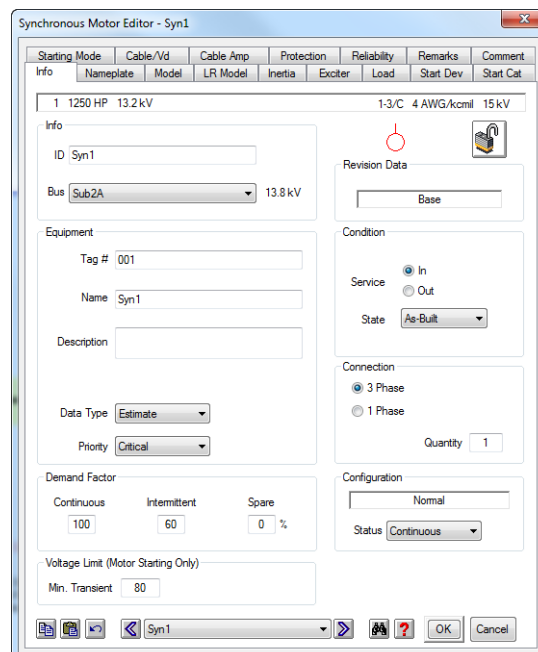 Synchronous Motor Editor - Syn1
Starting Mode Cable/Vd Cable Amp Protection Reliability Remarks Comment
Info Nameplate Model LR Model Inertia Exciter Load Start Dev Start Cat
1 1250 HP 13.2 kV 1-3/C 4 AWG/kcmil 15 kV
Info
ID Syn1
Bus Sub2A 13.8 kV
Revision Data
Base
Equipment
Tag # 001
Name Syn1
Description
Data Type Estimate
Priority Critical
Condition
Service In
Out
State As-Built
Connection
3 Phase
1 Phase
Quantity 1
Demand Factor
Continuous Intermittent Spare
100 60 0 %
Configuration
Normal
Status Continuous
Voltage Limit (Motor Starting Only)
Min. Transient 80
Syn1 ? OK Cancel